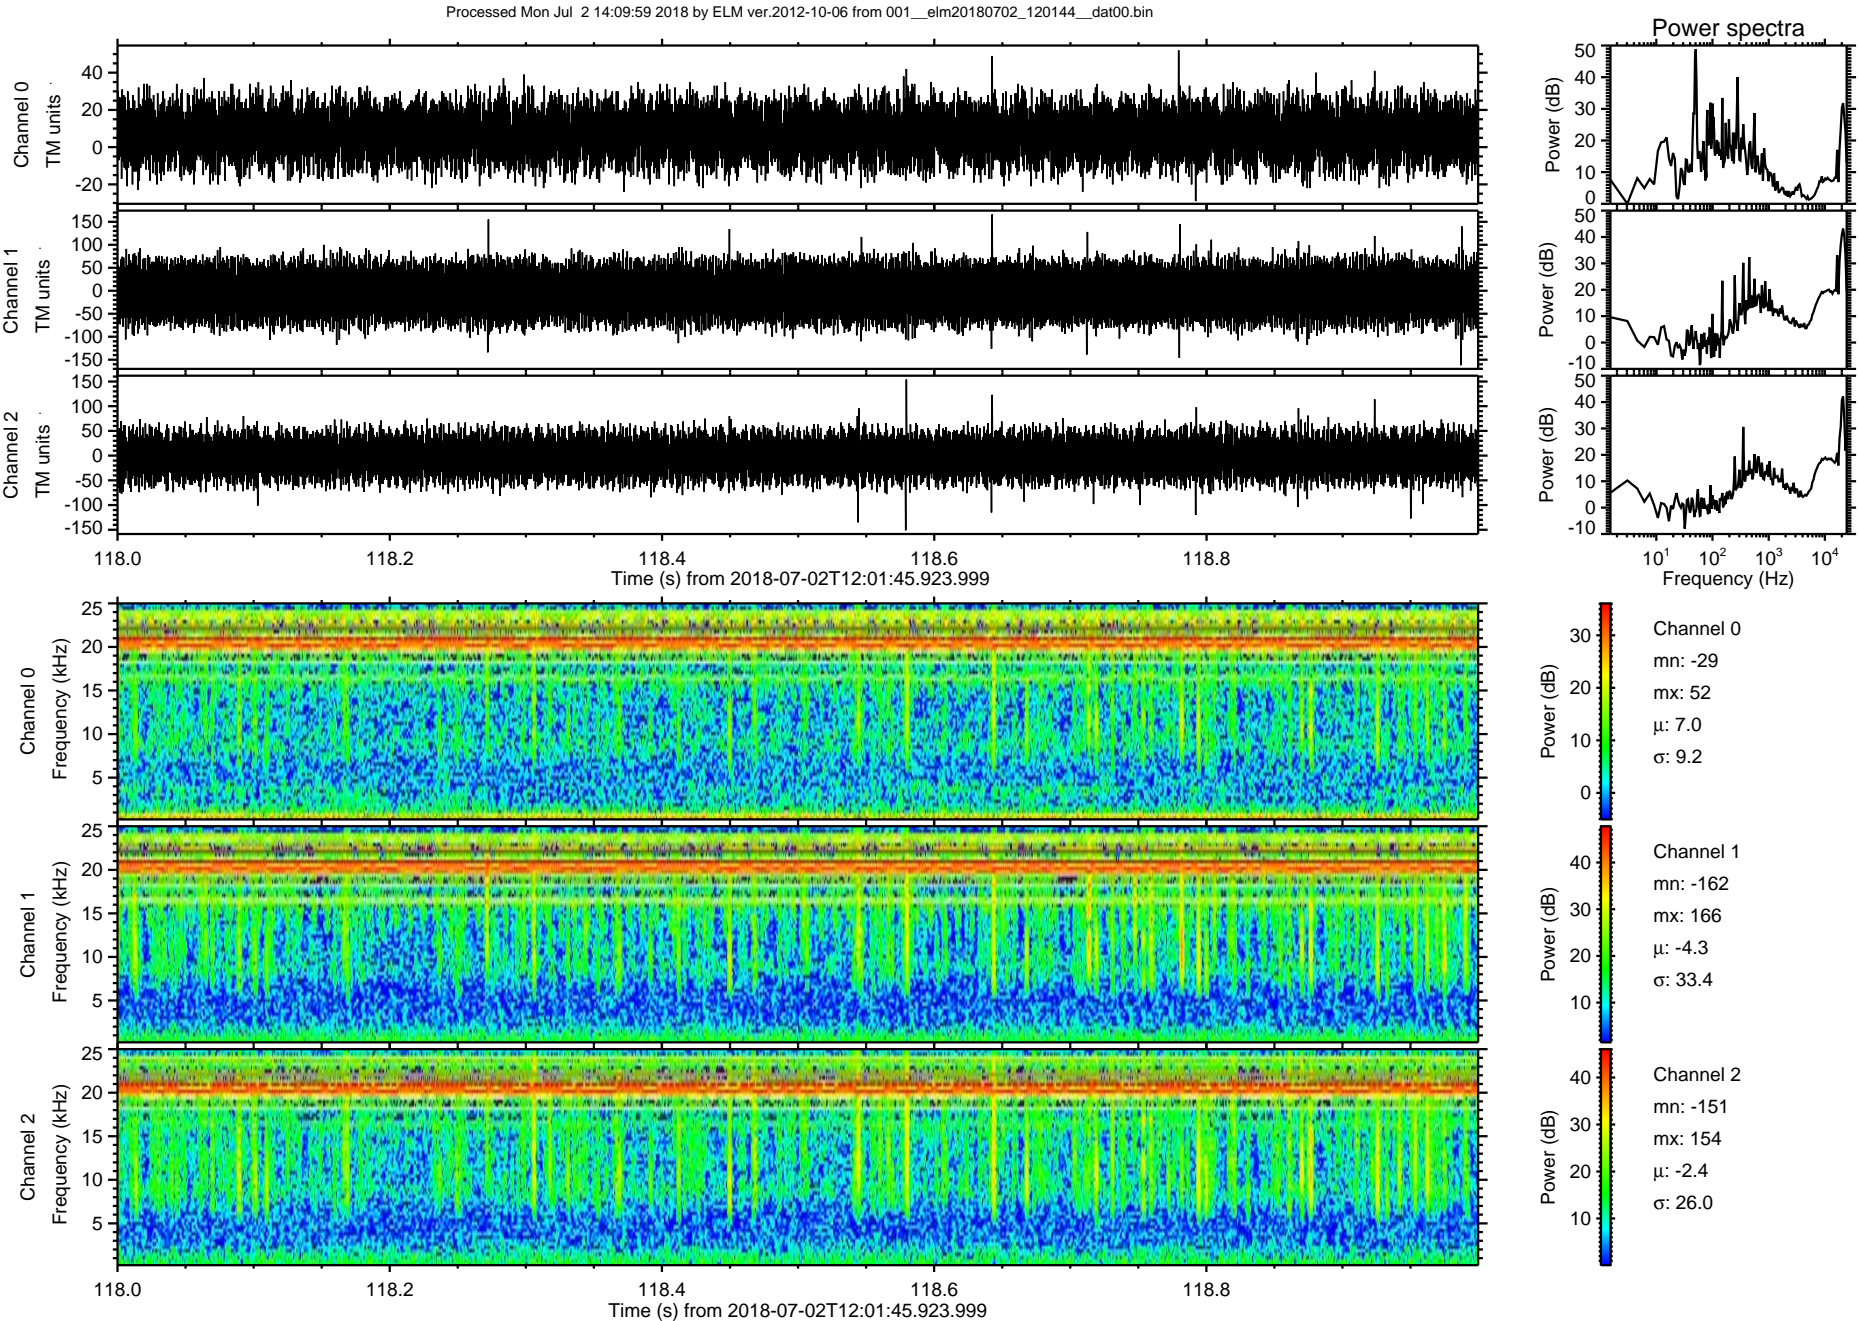 Processed Mon Jul  2 14:09:59 2018 by ELM ver.2012-10-06 from 001__elm20180702_120144__dat00.bin
Power spectra
Channel 0
TM units
40
20
0
-20
Power (dB)
50
40
30
20
10
0
Channel 1
TM units
150
100
50
0
-50
-100
-150
Power (dB)
50
40
30
20
10
0
-10
Channel 2
TM units
150
100
50
0
-50
-100
-150
Power (dB)
50
40
30
20
10
0
-10
118.0 118.2 118.4 118.6 118.8
Time (s) from 2018-07-02T12:01:45.923.999
10¹ 10² 10³ 10⁴
Frequency (Hz)
Channel 0
Frequency (kHz)
25
20
15
10
5
Power (dB)
30
20
10
0
Channel 0
mn: -29
mx: 52
μ: 7.0
σ: 9.2
Channel 1
Frequency (kHz)
25
20
15
10
5
Power (dB)
40
30
20
10
Channel 1
mn: -162
mx: 166
μ: -4.3
σ: 33.4
Channel 2
Frequency (kHz)
25
20
15
10
5
Power (dB)
40
30
20
10
Channel 2
mn: -151
mx: 154
μ: -2.4
σ: 26.0
118.0 118.2 118.4 118.6 118.8
Time (s) from 2018-07-02T12:01:45.923.999